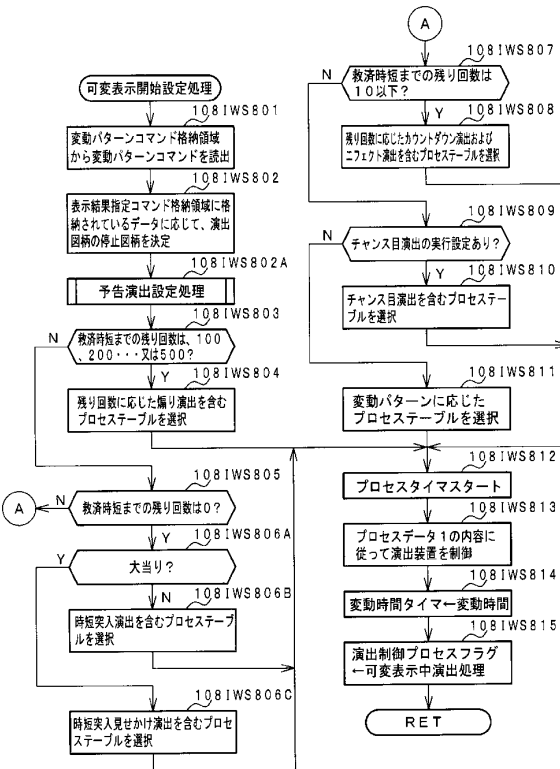 可変表示開始設定処理
108IWS801
変動パターンコマンド格納領域
から変動パターンコマンドを読出
108IWS802
表示結果指定コマンド格納領域に格
納されているデータに応じて、演出
図柄の停止図柄を決定
108IWS802A
予告演出設定処理
108IWS803
N
救済時短までの残り回数は、100
、200・・・又は500?
Y
108IWS804
残り回数に応じた煽り演出を含む
プロセステーブルを選択
108IWS805
A
N
救済時短までの残り回数は0?
Y
108IWS806A
Y
大当り?
N
108IWS806B
時短突入演出を含むプロセステーブ
ルを選択
108IWS806C
時短突入見せかけ演出を含むプロセ
ステーブルを選択
A
108IWS807
N
救済時短までの残り回数は
10以下?
Y
108IWS808
残り回数に応じたカウントダウン演出および
エフェクト演出を含むプロセステーブルを選択
108IWS809
N
チャンス目演出の実行設定あり?
Y
108IWS810
チャンス目演出を含むプロセステー
ブルを選択
108IWS811
変動パターンに応じた
プロセステーブルを選択
108IWS812
プロセスタイマスタート
108IWS813
プロセスデータ1の内容に
従って演出装置を制御
108IWS814
変動時間タイマ←変動時間
108IWS815
演出制御プロセスフラグ
←可変表示中演出処理
RET